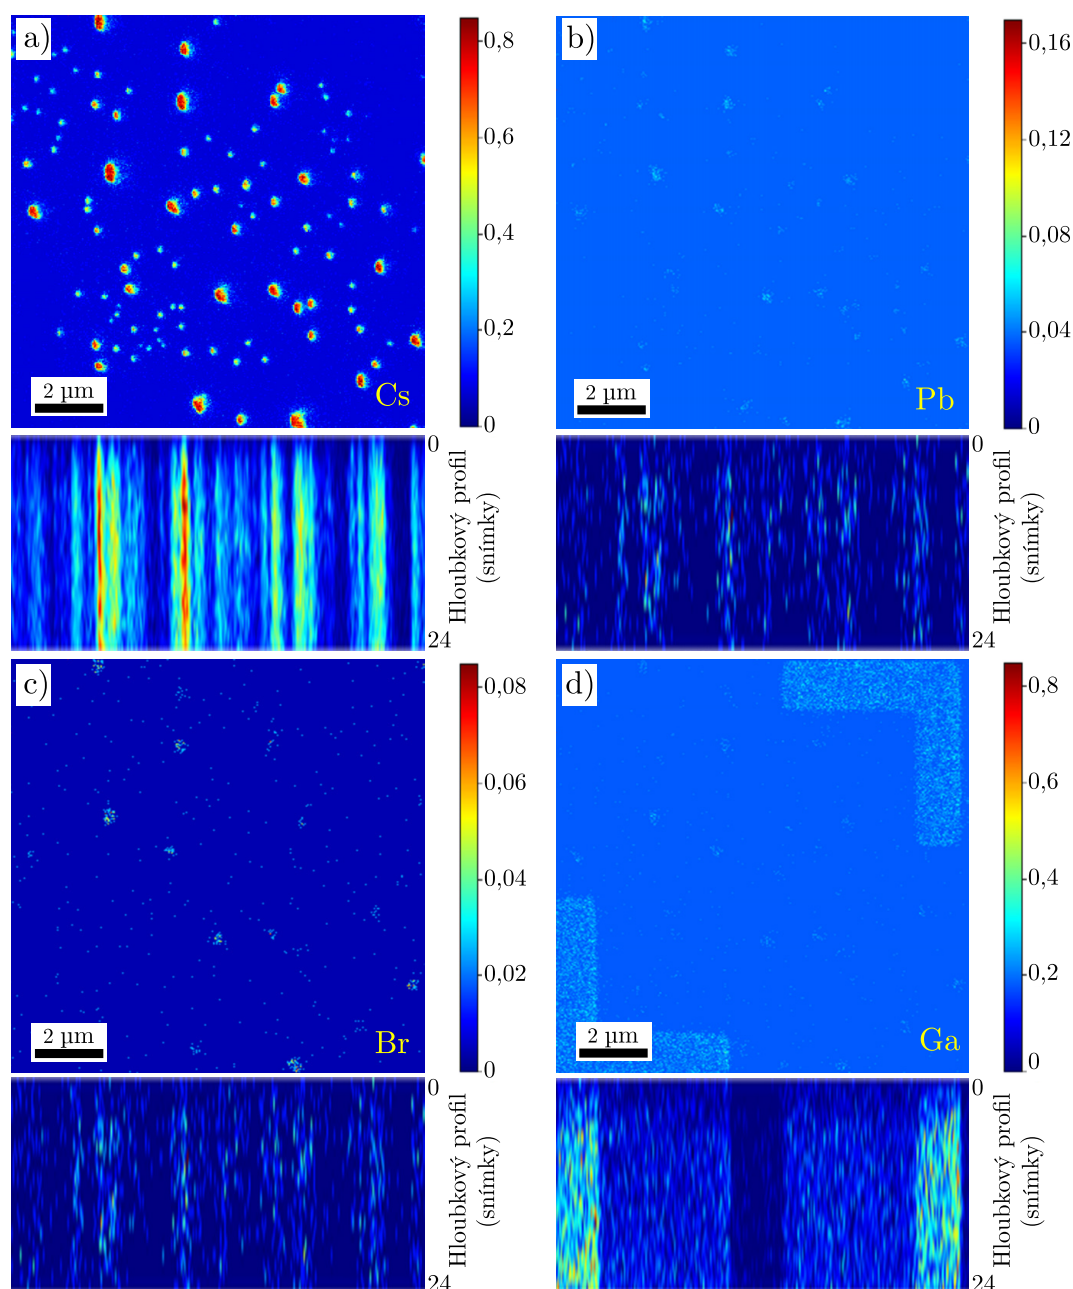 a)
0,8
0,6
0,4
0,2
0
2 µm
Cs
0
Hloubkový profil
(snímky)
24
b)
0,16
0,12
0,08
0,04
0
2 µm
Pb
0
Hloubkový profil
(snímky)
24
c)
0,08
0,06
0,04
0,02
0
2 µm
Br
0
Hloubkový profil
(snímky)
24
d)
0,8
0,6
0,4
0,2
0
2 µm
Ga
0
Hloubkový profil
(snímky)
24